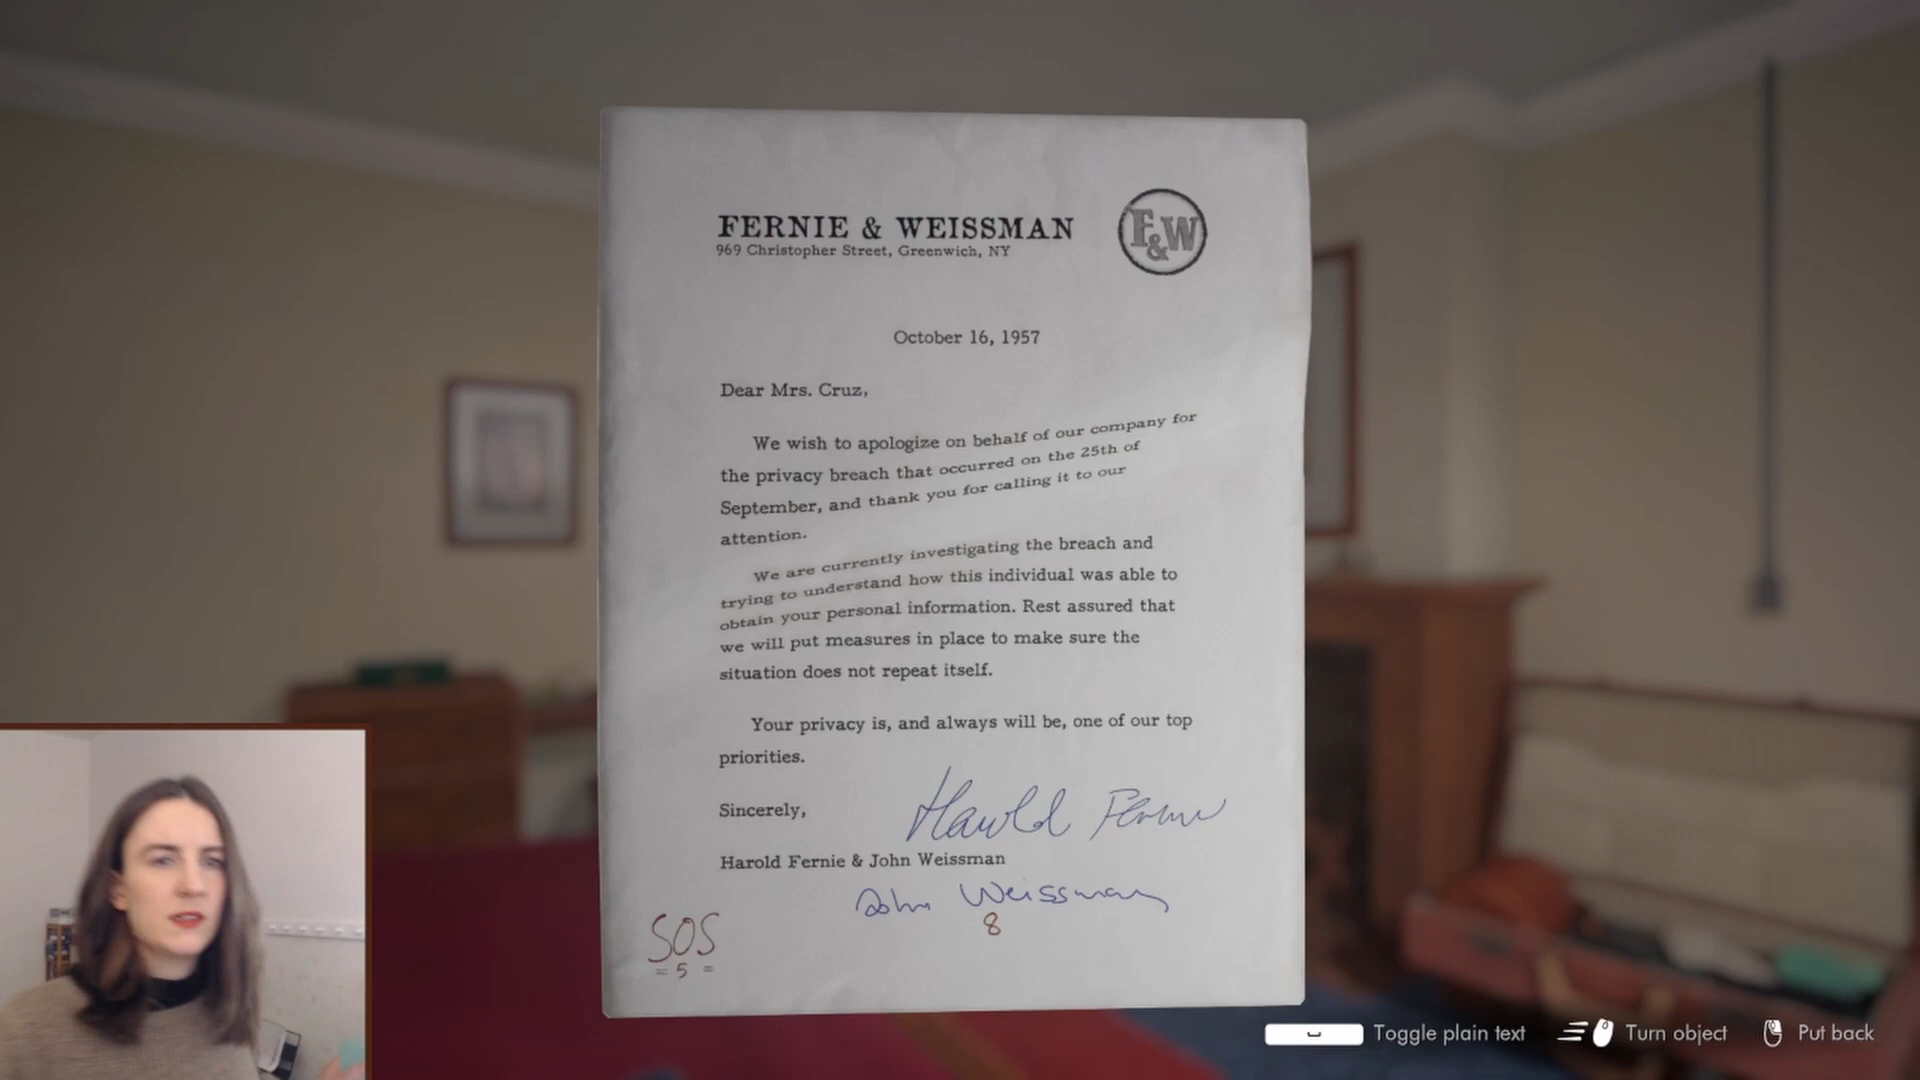 FERNIE & WEISSMAN
969 Christopher Street, Greenwich, NY
F&W
October 16, 1957
Dear Mrs. Cruz,
We wish to apologize on behalf of our company for
the privacy breach that occurred on the 25th of
September, and thank you for calling it to our
attention.
We are currently investigating the breach and
trying to understand how this individual was able to
obtain your personal information. Rest assured that
we will put measures in place to make sure the
situation does not repeat itself.
Your privacy is, and always will be, one of our top
priorities.
Sincerely,
Harold Fernie
Harold Fernie & John Weissman
John Weissman
8
SOS
= 5 =
Toggle plain text
Turn object
Put back